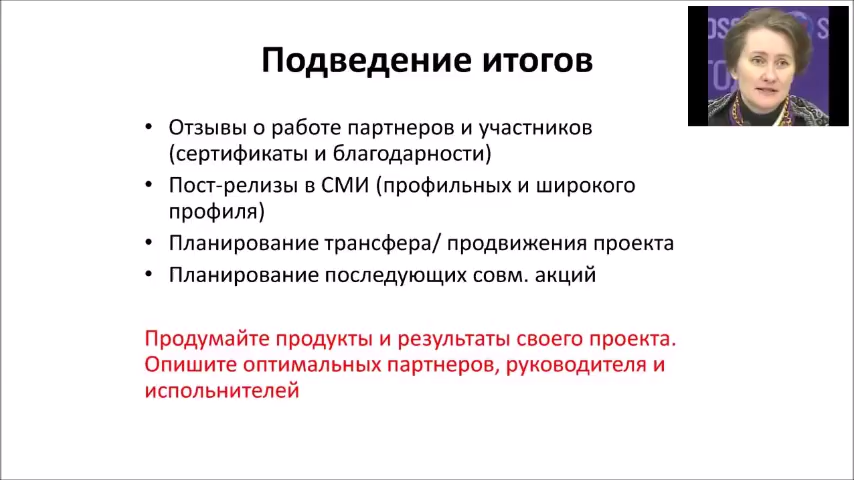 Подведение итогов
• Отзывы о работе партнеров и участников
(сертификаты и благодарности)
• Пост-релизы в СМИ (профильных и широкого
профиля)
• Планирование трансфера/ продвижения проекта
• Планирование последующих совм. акций
Продумайте продукты и результаты своего проекта.
Опишите оптимальных партнеров, руководителя и
испольнителей